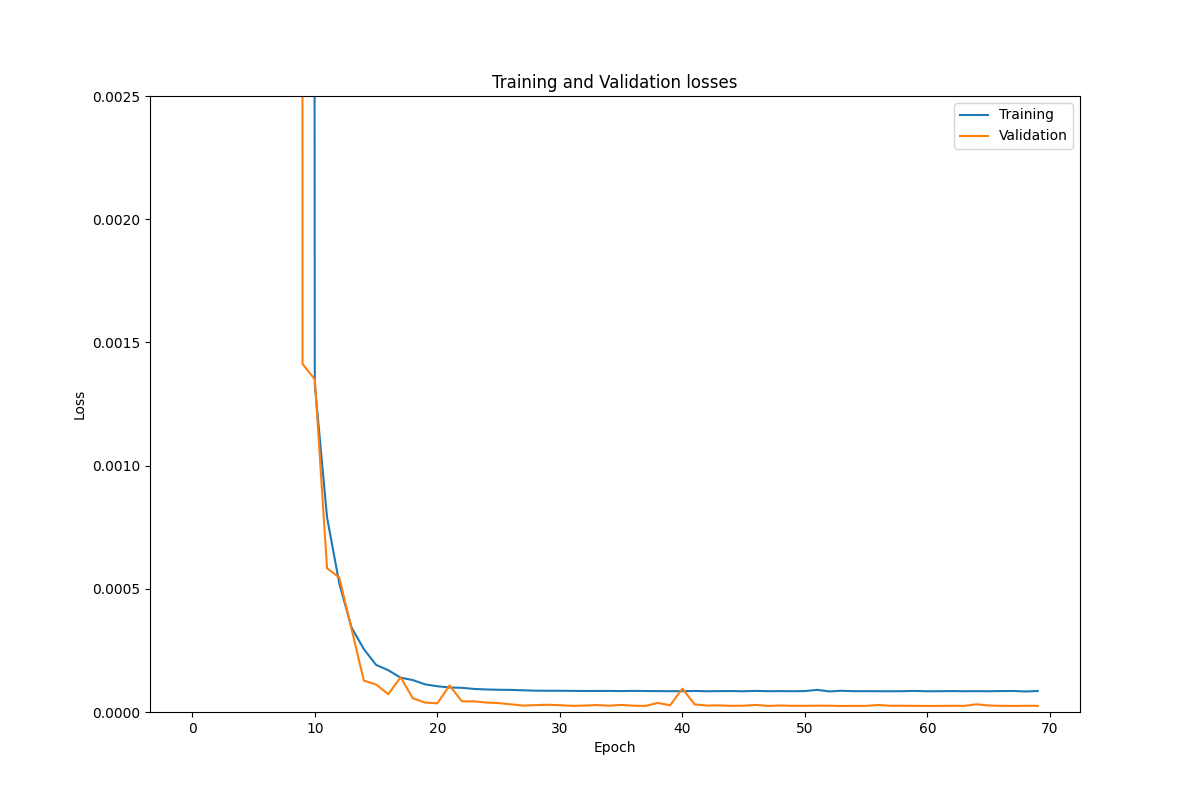 Training and Validation losses
Training
Validation
0.0025
0.0020
0.0015
0.0010
0.0005
0.0000
Loss
0 10 20 30 40 50 60 70
Epoch